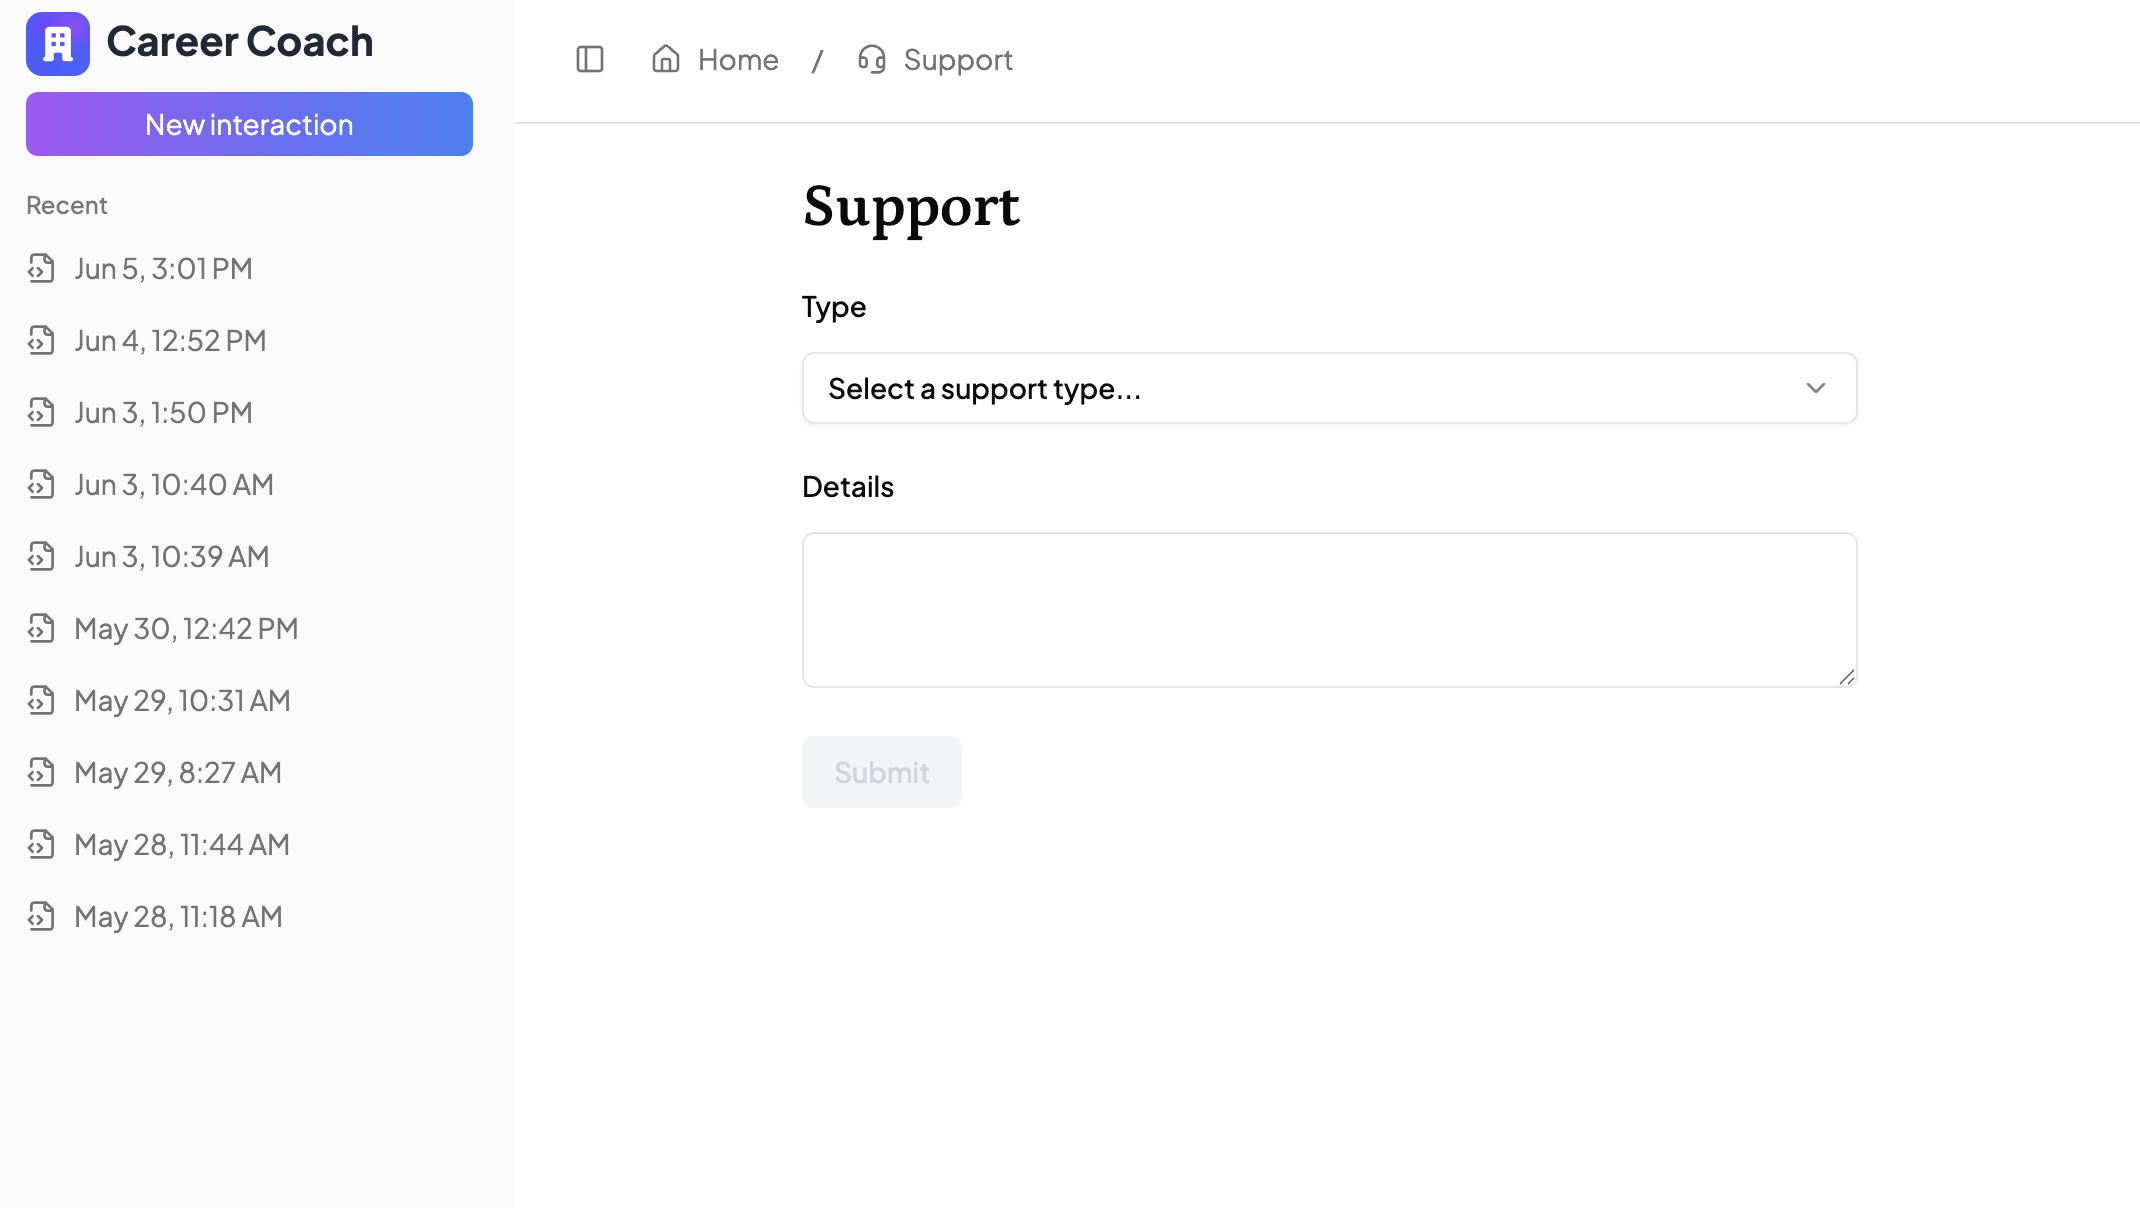 Career Coach
New interaction
Recent
Jun 5, 3:01 PM
Jun 4, 12:52 PM
Jun 3, 1:50 PM
Jun 3, 10:40 AM
Jun 3, 10:39 AM
May 30, 12:42 PM
May 29, 10:31 AM
May 29, 8:27 AM
May 28, 11:44 AM
May 28, 11:18 AM
Home / Support
Support
Type
Select a support type...
Details
Submit